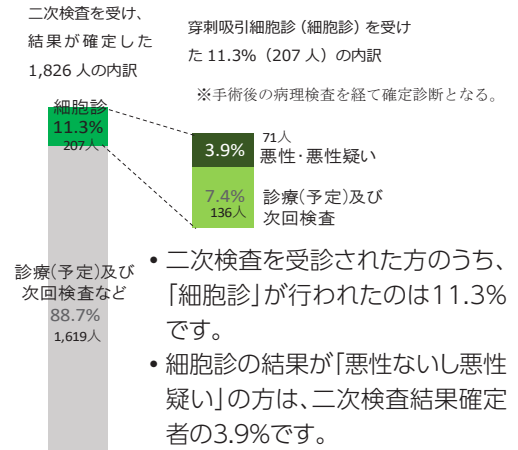 二次検査を受け、
結果が確定した
1,826 人の内訳
穿刺吸引細胞診（細胞診）を受け
た 11.3%（207 人）の内訳
※手術後の病理検査を経て確定診断となる。
細胞診
11.3%
207人
3.9%
71人
悪性・悪性疑い
7.4%
136人
診療(予定)及び
次回検査
診療(予定)及び
次回検査など
88.7%
1,619人
• 二次検査を受診された方のうち、
「細胞診」が行われたのは11.3%
です。
• 細胞診の結果が「悪性ないし悪性
疑い」の方は、二次検査結果確定
者の3.9%です。